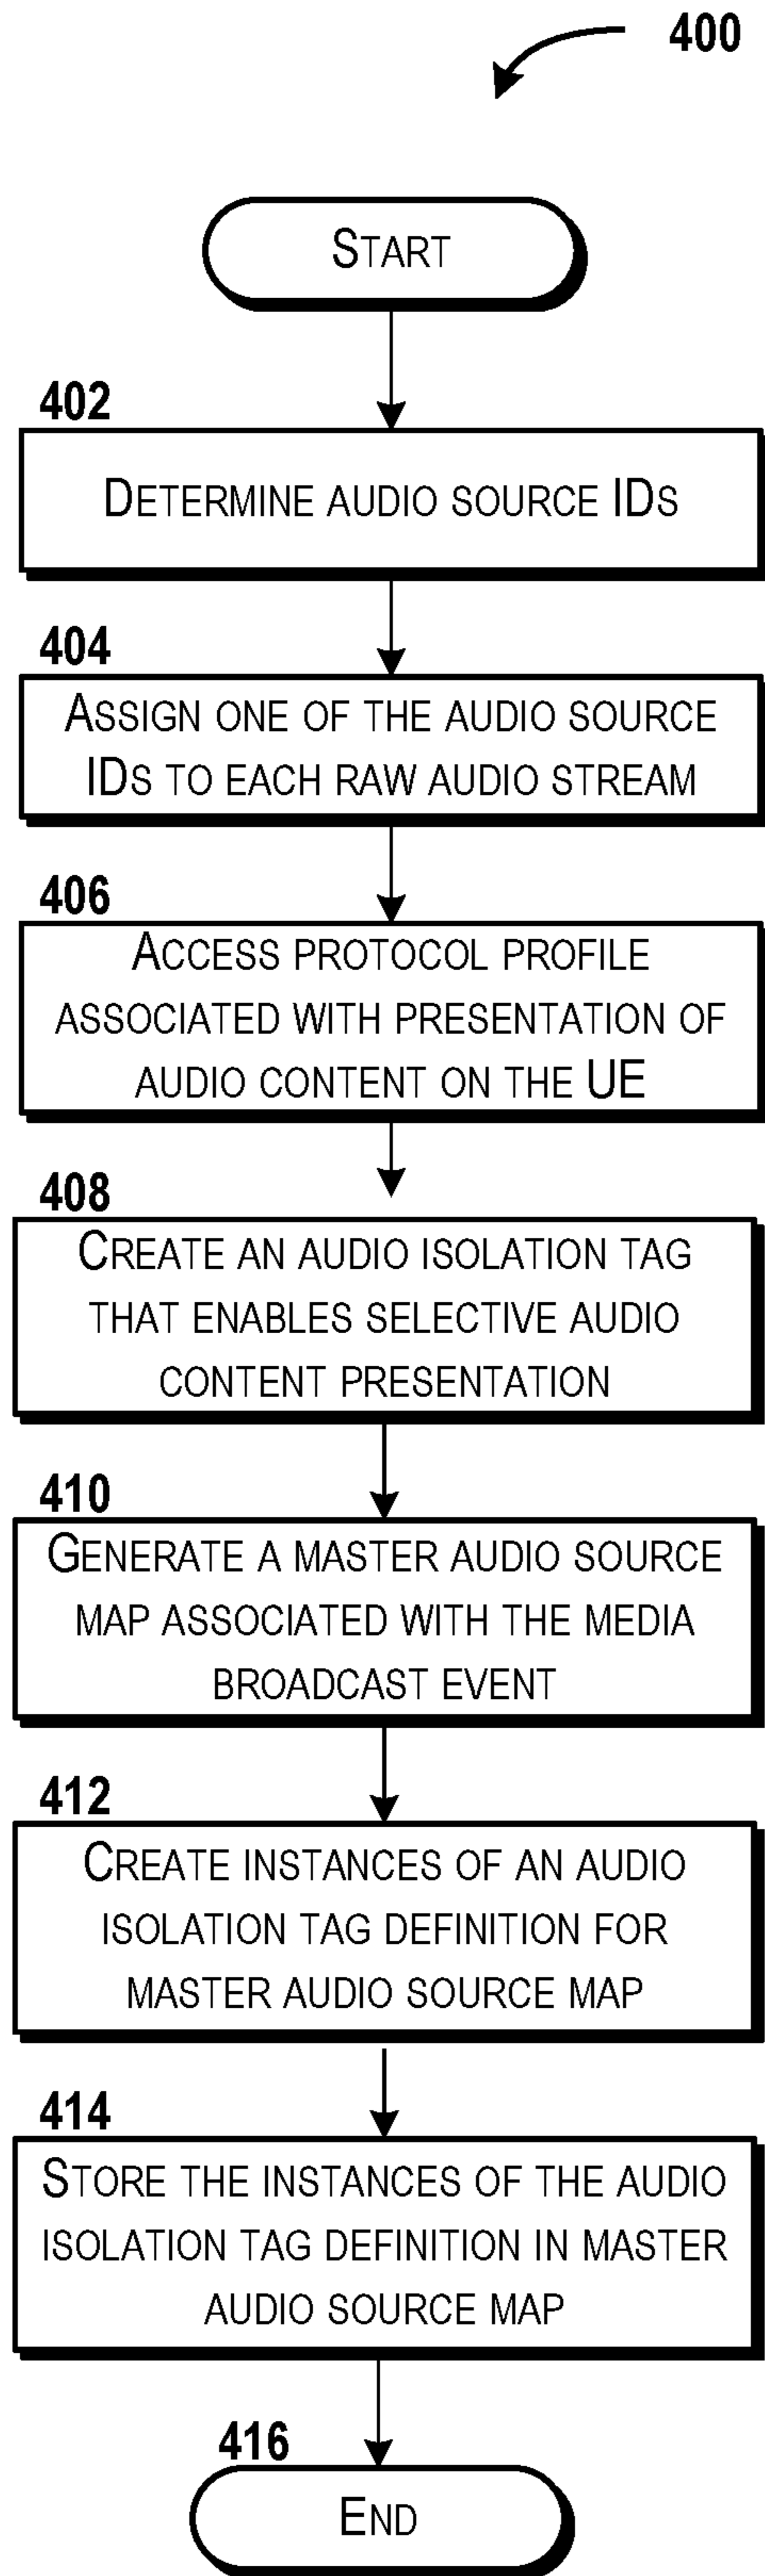 400
START
402
DETERMINE AUDIO SOURCE IDS
404
ASSIGN ONE OF THE AUDIO SOURCE
IDS TO EACH RAW AUDIO STREAM
406
ACCESS PROTOCOL PROFILE
ASSOCIATED WITH PRESENTATION OF
AUDIO CONTENT ON THE UE
408
CREATE AN AUDIO ISOLATION TAG
THAT ENABLES SELECTIVE AUDIO
CONTENT PRESENTATION
410
GENERATE A MASTER AUDIO SOURCE
MAP ASSOCIATED WITH THE MEDIA
BROADCAST EVENT
412
CREATE INSTANCES OF AN AUDIO
ISOLATION TAG DEFINITION FOR
MASTER AUDIO SOURCE MAP
414
STORE THE INSTANCES OF THE AUDIO
ISOLATION TAG DEFINITION IN MASTER
AUDIO SOURCE MAP
416
END